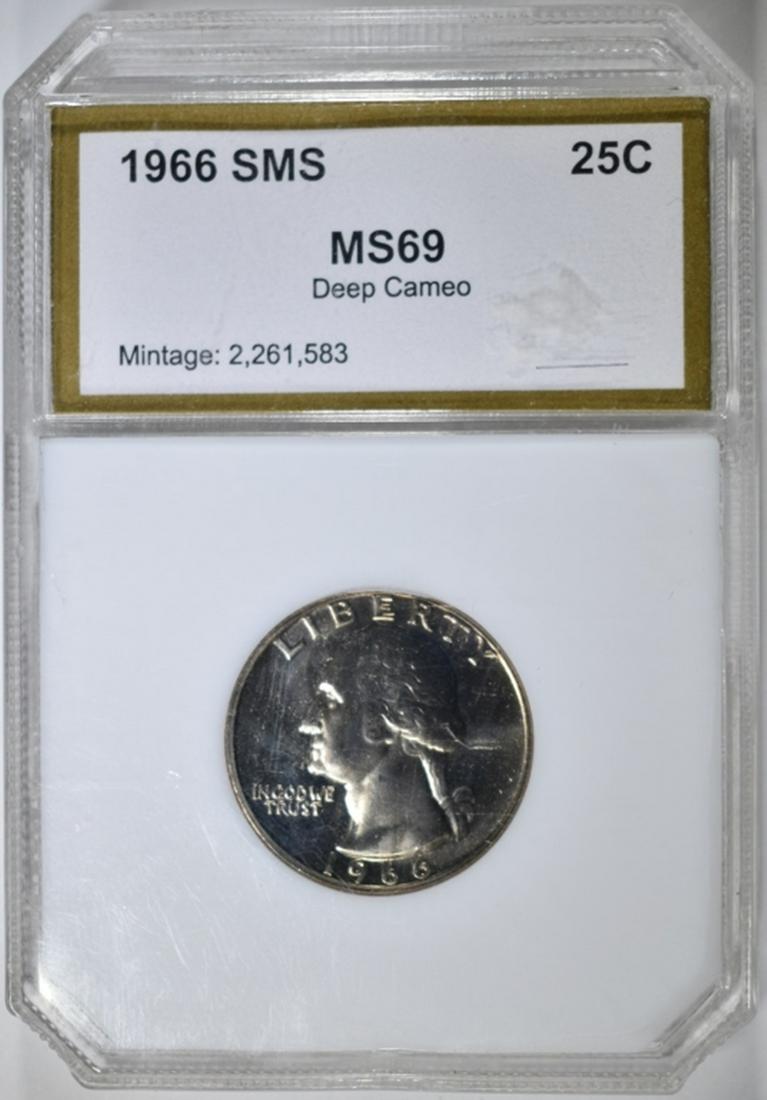 1966 SMS 25C
MS69
Deep Cameo
Mintage: 2,261,583
LIBERTY
IN GOD WE
TRUST
1966